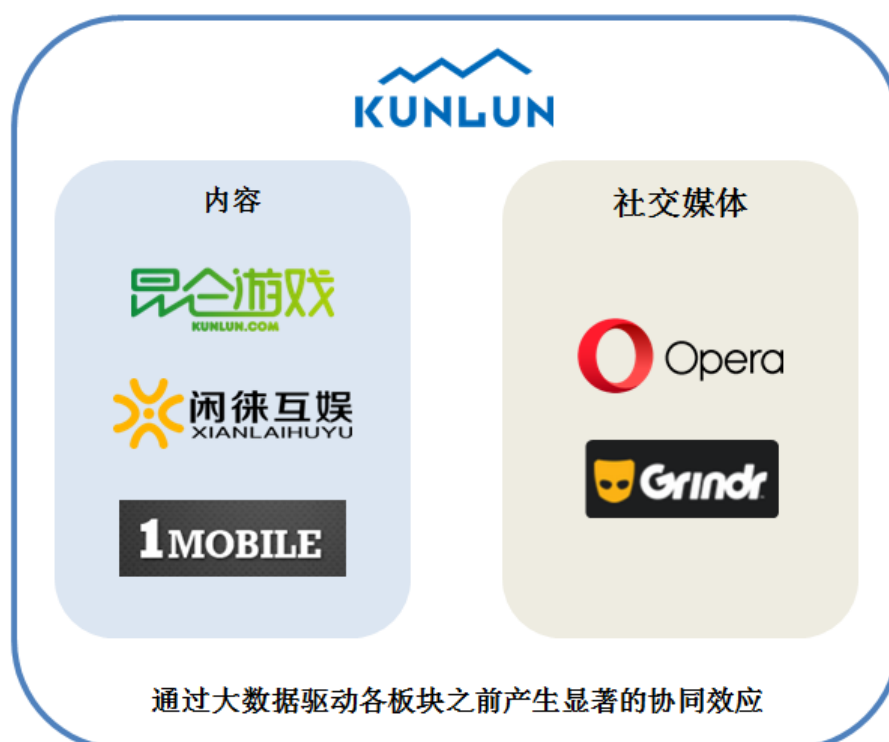 KUNLUN
内容
昆仑游戏
KUNLUN.COM
闲徕互娱
XIANLAIHUYU
1MOBILE
社交媒体
Opera
Grindr
通过大数据驱动各板块之前产生显著的协同效应